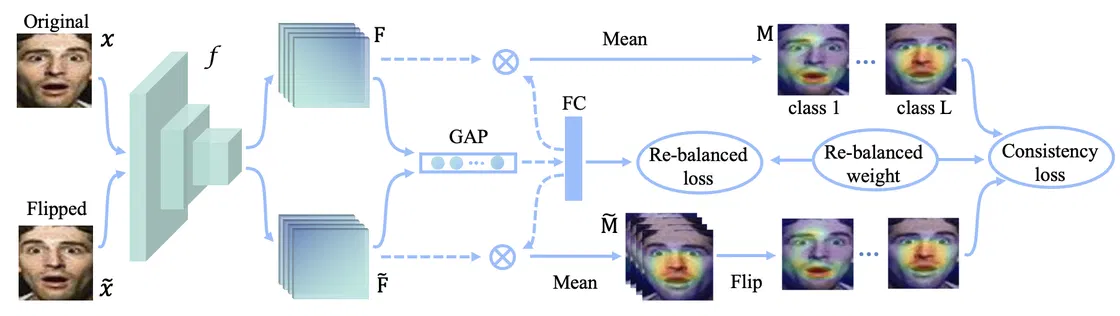 Original
x
f
F
Mean
M
class 1
...
class L
FC
GAP
...
Re-balanced
loss
Re-balanced
weight
Consistency
loss
Flipped
x̃
F̃
Mean
M̃
Flip
...